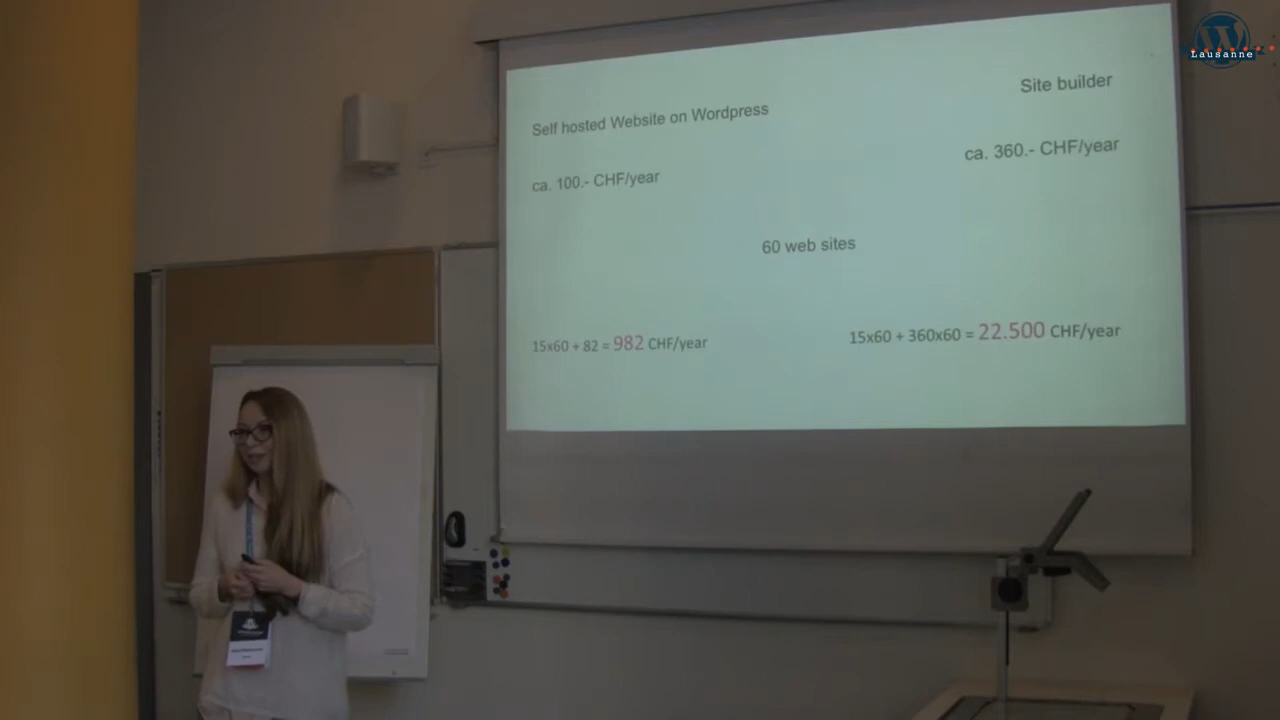 Lausanne
Site builder
Self hosted Website on Wordpress
ca. 360.- CHF/year
ca. 100.- CHF/year
60 web sites
15x60 + 82 = 982 CHF/year
15x60 + 360x60 = 22.500 CHF/year